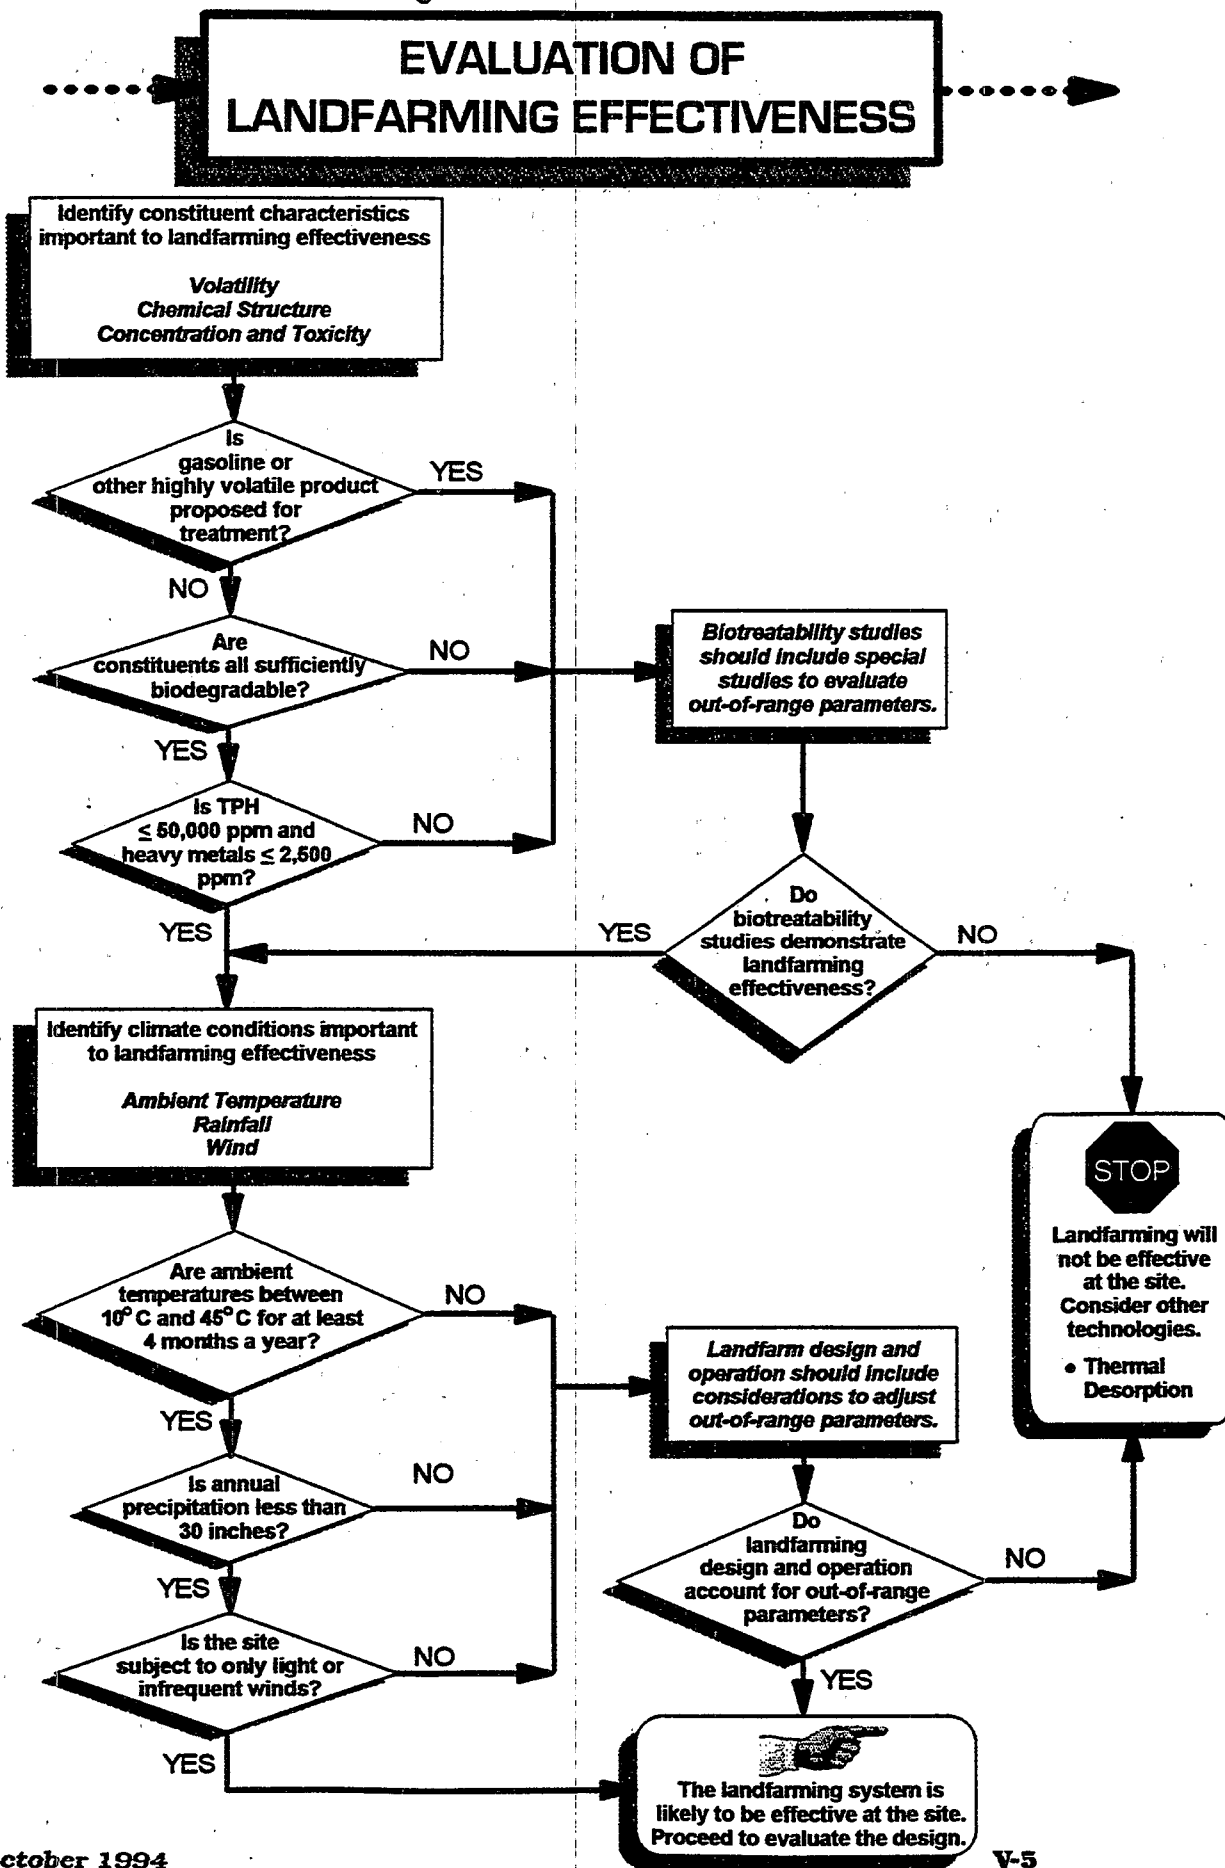 EVALUATION OF
LANDFARMING EFFECTIVENESS
Identify constituent characteristics
important to landfarming effectiveness
Volatility
Chemical Structure
Concentration and Toxicity
Is
gasoline or
other highly volatile product
proposed for
treatment?
YES
NO
Are
constituents all sufficiently
biodegradable?
NO
YES
Is TPH
≤ 50,000 ppm and
heavy metals ≤ 2,500
ppm?
NO
YES
Biotreatability studies
should include special
studies to evaluate
out-of-range parameters.
Do
biotreatability
studies demonstrate
landfarming
effectiveness?
YES
NO
Identify climate conditions important
to landfarming effectiveness
Ambient Temperature
Rainfall
Wind
Are ambient
temperatures between
10° C and 45° C for at least
4 months a year?
NO
YES
Is annual
precipitation less than
30 inches?
NO
YES
Is the site
subject to only light or
infrequent winds?
NO
YES
Landfarm design and
operation should include
considerations to adjust
out-of-range parameters.
Do
landfarming
design and operation
account for out-of-range
parameters?
NO
YES
STOP
Landfarming will
not be effective
at the site.
Consider other
technologies.
• Thermal
Desorption
The landfarming system is
likely to be effective at the site.
Proceed to evaluate the design.
ctober 1994
V-5